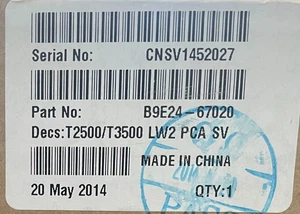 Serial No: CNSV1452027
Part No: B9E24-67020
Decs:T2500/T3500 LW2 PCA SV
MADE IN CHINA
20 May 2014 QTY:1